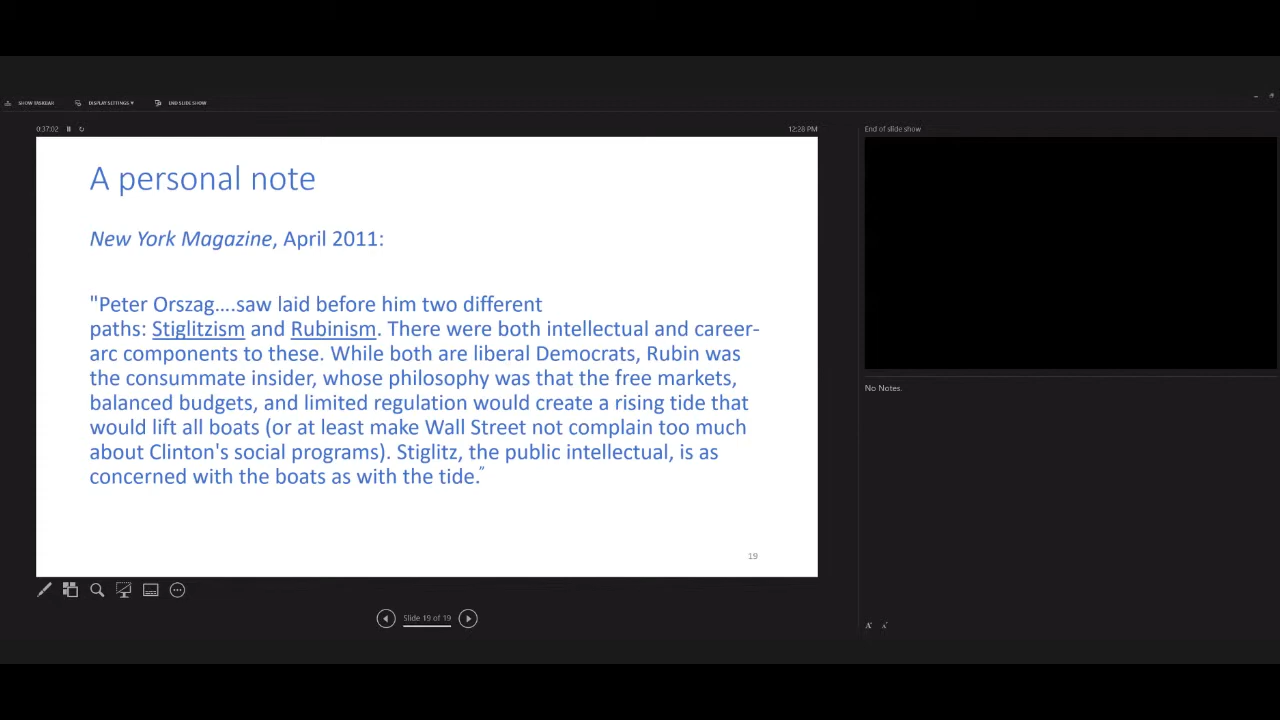 SHOW TASKBAR
DISPLAY SETTINGS ▾
END SLIDE SHOW
0:37:02
12:28 PM
End of slide show
A personal note
New York Magazine, April 2011:
"Peter Orszag....saw laid before him two different
paths: Stiglitzism and Rubinism. There were both intellectual and career-
arc components to these. While both are liberal Democrats, Rubin was
the consummate insider, whose philosophy was that the free markets,
balanced budgets, and limited regulation would create a rising tide that
would lift all boats (or at least make Wall Street not complain too much
about Clinton's social programs). Stiglitz, the public intellectual, is as
concerned with the boats as with the tide.”
19
No Notes.
Slide 19 of 19
A A